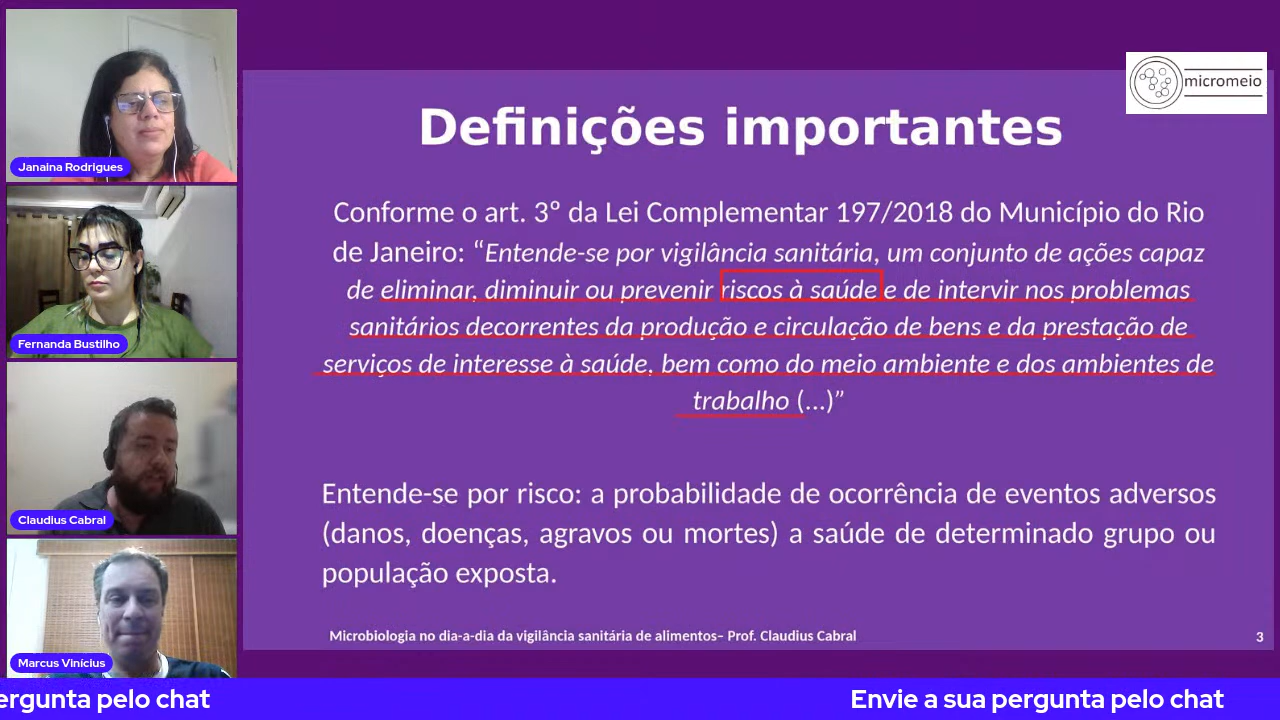 Janaina Rodrigues
Fernanda Bustilho
Claudius Cabral
Marcus Vinícius
micromeio
Definições importantes
Conforme o art. 3º da Lei Complementar 197/2018 do Município do Rio
de Janeiro: “Entende-se por vigilância sanitária, um conjunto de ações capaz
de eliminar, diminuir ou prevenir riscos à saúde e de intervir nos problemas
sanitários decorrentes da produção e circulação de bens e da prestação de
serviços de interesse à saúde, bem como do meio ambiente e dos ambientes de
trabalho (...)”
Entende-se por risco: a probabilidade de ocorrência de eventos adversos
(danos, doenças, agravos ou mortes) a saúde de determinado grupo ou
população exposta.
Microbiologia no dia-a-dia da vigilância sanitária de alimentos– Prof. Claudius Cabral
3
ergunta pelo chat
Envie a sua pergunta pelo chat